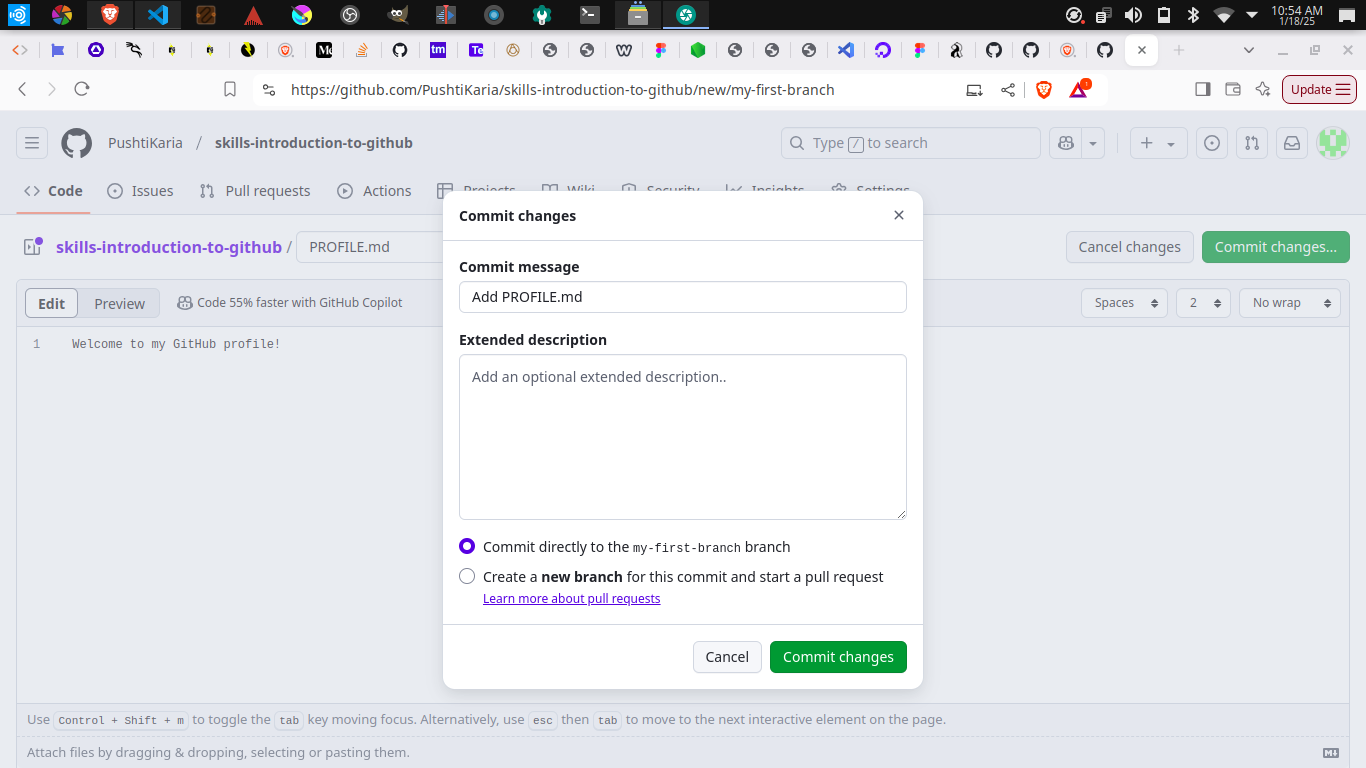 10:54 AM
1/18/25
https://github.com/PushtiKaria/skills-introduction-to-github/new/my-first-branch
1
Update
PushtiKaria / skills-introduction-to-github
Type / to search
Code Issues Pull requests Actions Projects Wiki Security Insights Settings
skills-introduction-to-github / PROFILE.md
Cancel changes Commit changes...
Edit Preview Code 55% faster with GitHub Copilot
Spaces 2 No wrap
1 Welcome to my GitHub profile!
Commit changes
Commit message
Add PROFILE.md
Extended description
Add an optional extended description..
Commit directly to the my-first-branch branch
Create a new branch for this commit and start a pull request
Learn more about pull requests
Cancel Commit changes
Use Control + Shift + m to toggle the tab key moving focus. Alternatively, use esc then tab to move to the next interactive element on the page.
Attach files by dragging & dropping, selecting or pasting them.